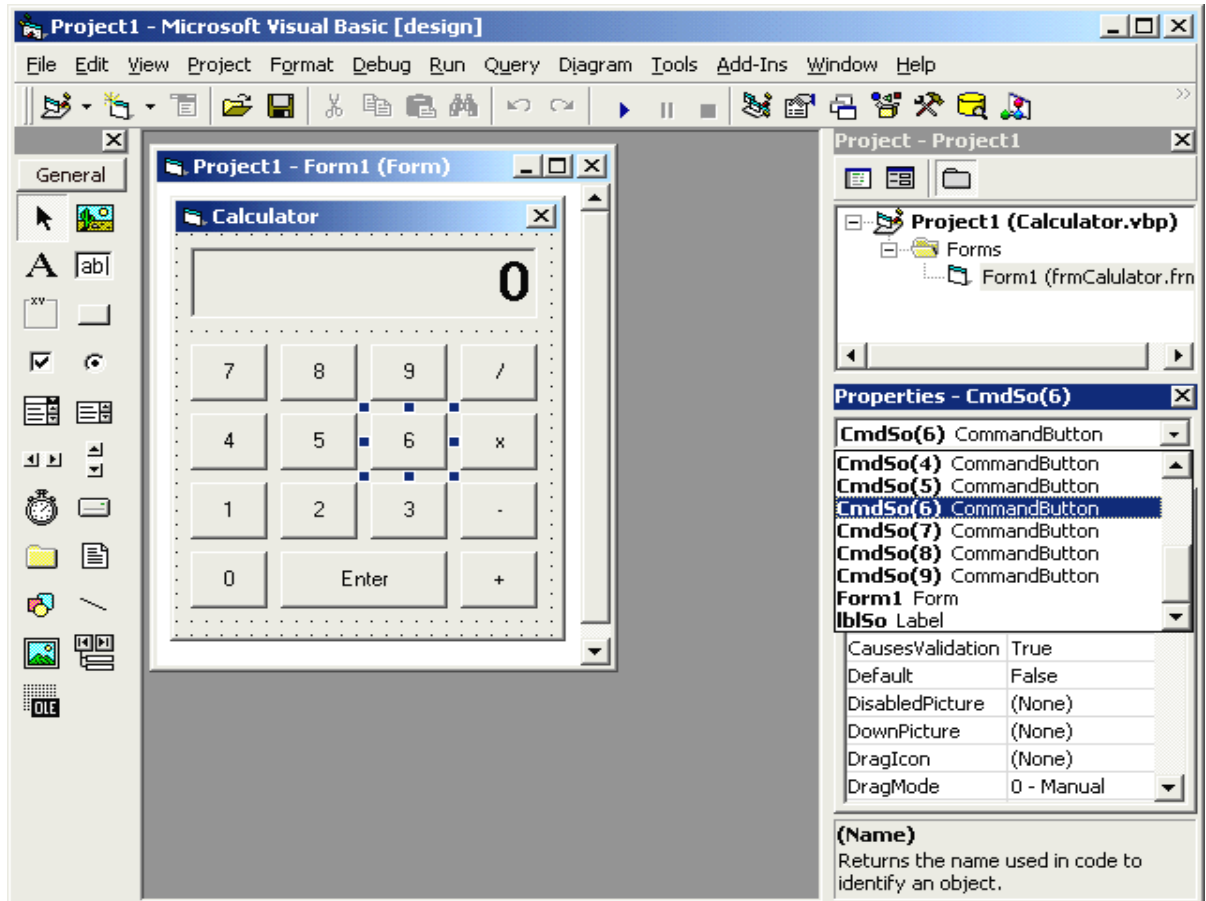 Project1 - Microsoft Visual Basic [design]
File Edit View Project Format Debug Run Query Diagram Tools Add-Ins Window Help
General
A
ab|
xv
OLE
Project1 - Form1 (Form)
Calculator
0
7 8 9 /
4 5 6 x
1 2 3 -
0 Enter +
Project - Project1
Project1 (Calculator.vbp)
Forms
Form1 (frmCalulator.frn
Properties - CmdSo(6)
CmdSo(6) CommandButton
CmdSo(4) CommandButton
CmdSo(5) CommandButton
CmdSo(6) CommandButton
CmdSo(7) CommandButton
CmdSo(8) CommandButton
CmdSo(9) CommandButton
Form1 Form
lblSo Label
CausesValidation True
Default False
DisabledPicture (None)
DownPicture (None)
DragIcon (None)
DragMode 0 - Manual
(Name)
Returns the name used in code to
identify an object.